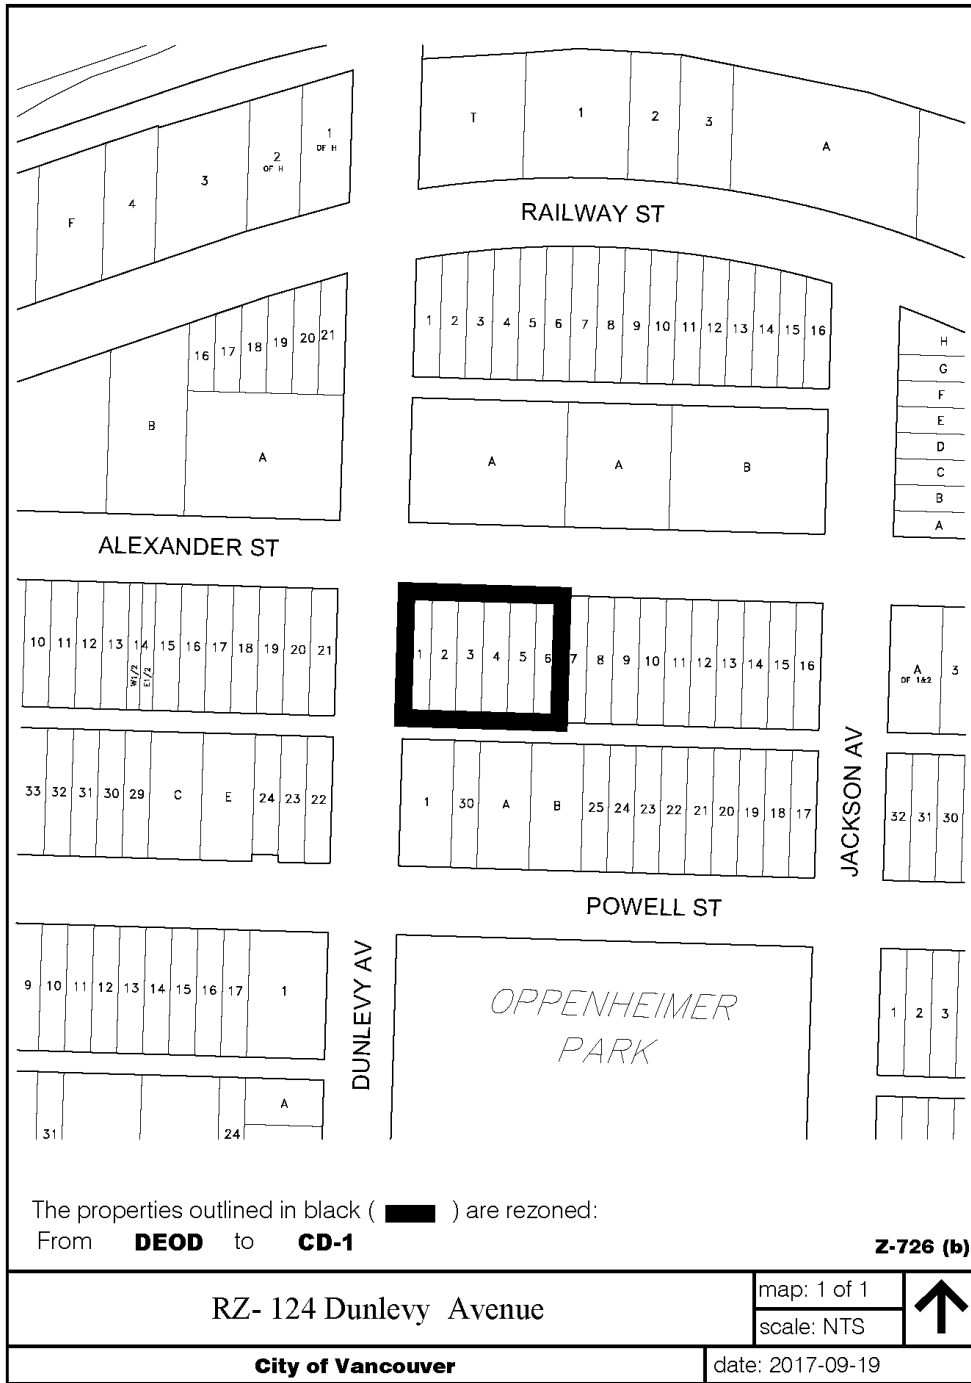 T 1 2 3 A
F 4 3 2 OF H 1 OF H
RAILWAY ST
16 17 18 19 20 21
1 2 3 4 5 6 7 8 9 10 11 12 13 14 15 16
H
G
F
E
D
C
B
A
B A
A A B
ALEXANDER ST
10 11 12 13 14 15 16 17 18 19 20 21
W1/2 E1/2
1 2 3 4 5 6 7 8 9 10 11 12 13 14 15 16
A OF 1&2 3
33 32 31 30 29 C E 24 23 22
1 30 A B 25 24 23 22 21 20 19 18 17
32 31 30
JACKSON AV
POWELL ST
9 10 11 12 13 14 15 16 17 1
DUNLEVY AV
OPPENHEIMER
PARK
1 2 3
31 24 A
The properties outlined in black ( ) are rezoned:
From DEOD to CD-1
Z-726 (b)
RZ- 124 Dunlevy Avenue
map: 1 of 1
scale: NTS
City of Vancouver
date: 2017-09-19